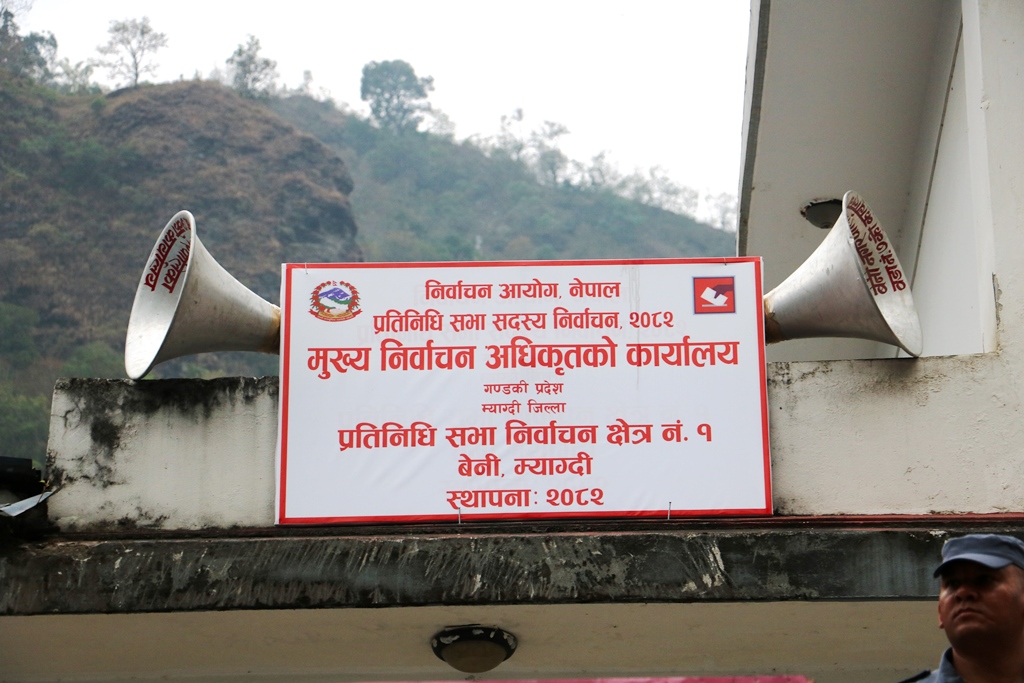 निर्वाचन आयोग, नेपाल
प्रतिनिधि सभा सदस्य निर्वाचन, २०८२
मुख्य निर्वाचन अधिकृतको कार्यालय
गण्डकी प्रदेश
म्याग्दी जिल्ला
प्रतिनिधि सभा निर्वाचन क्षेत्र नं. १
बेनी, म्याग्दी
स्थापना: २०८२